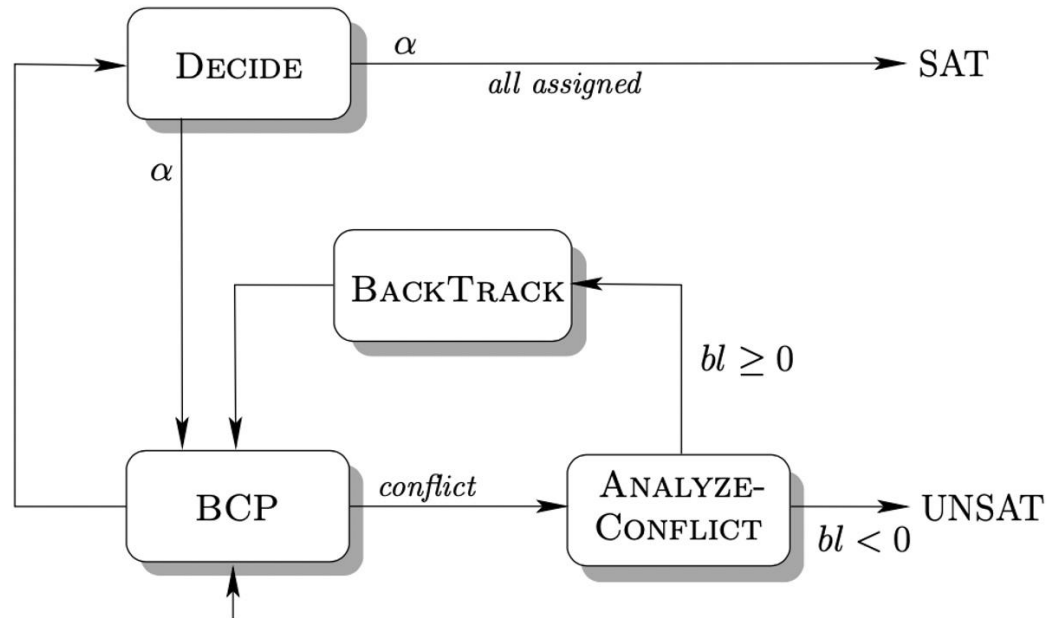 DECIDE
α
all assigned
SAT
α
BACKTRACK
bl ≥ 0
BCP
conflict
ANALYZE-
CONFLICT
UNSAT
bl < 0